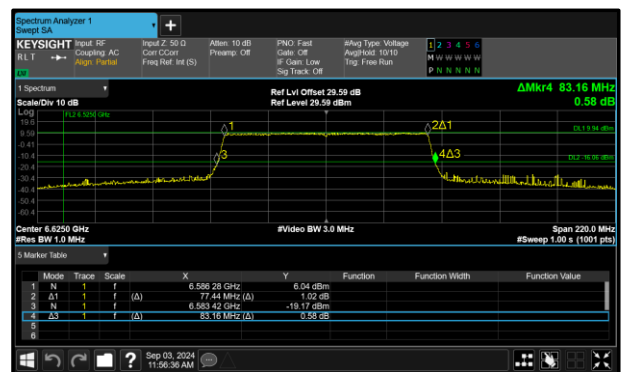 Spectrum Analyzer 1
Swept SA
+
KEYSIGHT Input: RF Input Z: 50 Ω Atten: 10 dB PNO: Fast #Avg Type: Voltage 1 2 3 4 5 6
RLT Coupling: AC Corr CCorr Preamp: Off Gate: Off Avg|Hold: 10/10 M W W W W W
Align: Partial Freq Ref: Int (S) IF Gain: Low Trig: Free Run P N N N N N
Sig Track: Off
1 Spectrum Ref Lvl Offset 29.59 dB ΔMkr4 83.16 MHz
Scale/Div 10 dB Ref Level 29.59 dBm 0.58 dB
Log
19.6
9.59
-0.41
-10.4
-20.4
-30.4
-40.4
-50.4
-60.4
1
2Δ1
3
4Δ3
DL1 9.94 dBm
DL2 -16.06 dBm
Center 6.6250 GHz #Video BW 3.0 MHz Span 220.0 MHz
#Res BW 1.0 MHz #Sweep 1.00 s (1001 pts)
5 Marker Table
Mode Trace Scale X Y Function Function Width Function Value
1 N 1 f 6.586 28 GHz 6.04 dBm
2 Δ1 1 f (Δ) 77.44 MHz (Δ) 1.02 dB
3 N 1 f 6.583 42 GHz -19.17 dBm
4 Δ3 1 f (Δ) 83.16 MHz (Δ) 0.58 dB
5
6
? Sep 03, 2024
11:56:36 AM